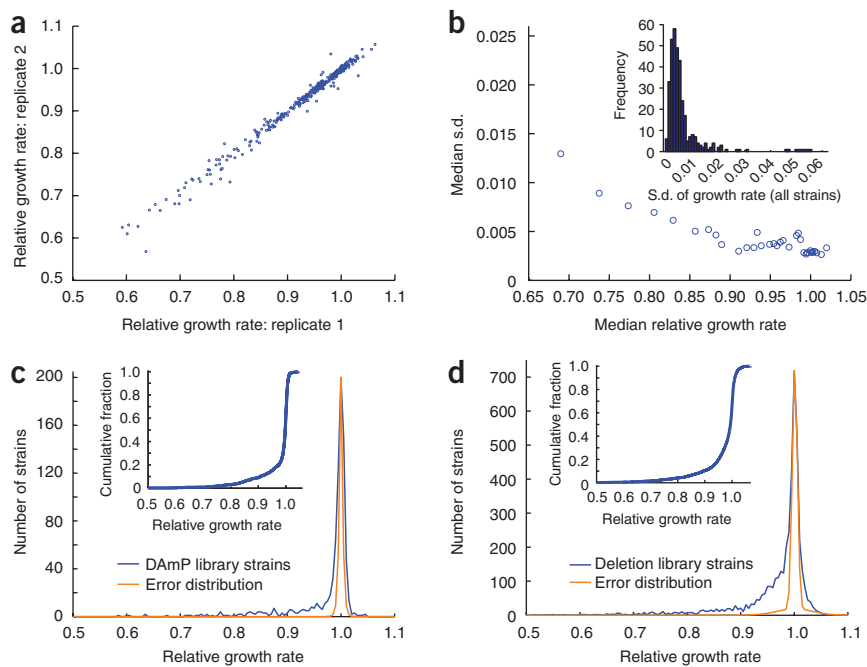 a
1.1
1.0
0.9
0.8
0.7
0.6
0.5
Relative growth rate: replicate 2
0.5 0.6 0.7 0.8 0.9 1.0 1.1
Relative growth rate: replicate 1
b
0.025
0.020
0.015
0.010
0.005
0
Median s.d.
0.65 0.70 0.75 0.80 0.85 0.90 0.95 1.00 1.05
Median relative growth rate
60
50
40
30
20
10
0
Frequency
0 0.01 0.02 0.03 0.04 0.05 0.06
S.d. of growth rate (all strains)
c
200
160
120
80
40
0
Number of strains
0.5 0.6 0.7 0.8 0.9 1.0 1.1
Relative growth rate
1.0
0.8
0.6
0.4
0.2
0
Cumulative fraction
0.5 0.6 0.7 0.8 0.9 1.0
Relative growth rate
DAmP library strains
Error distribution
d
700
600
500
400
300
200
100
0
Number of strains
0.5 0.6 0.7 0.8 0.9 1.0 1.1
Relative growth rate
1.0
0.8
0.6
0.4
0.2
0
Cumulative fraction
0.5 0.6 0.7 0.8 0.9 1.0
Relative growth rate
Deletion library strains
Error distribution